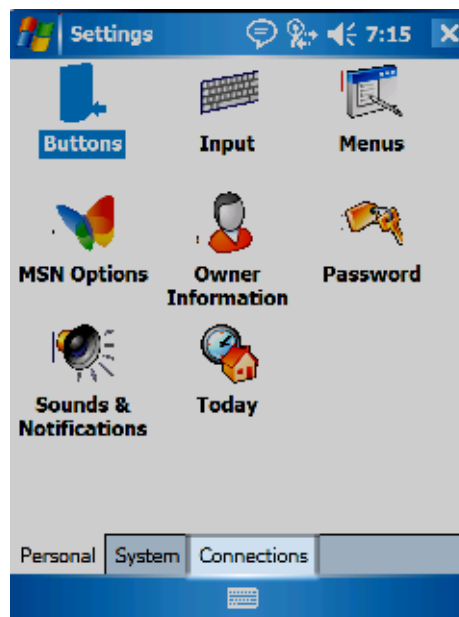 Settings 7:15
Buttons Input Menus
MSN Options Owner Information Password
Sounds & Notifications Today
Personal System Connections